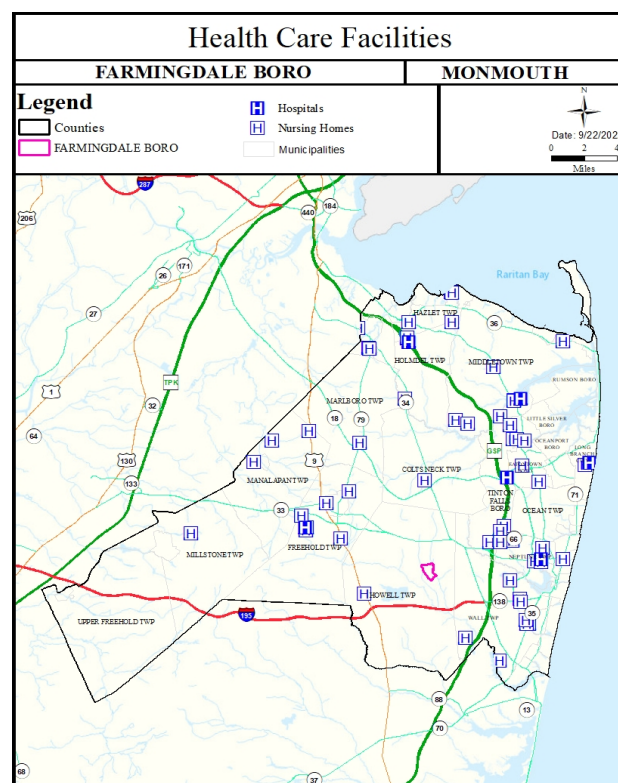 Health Care Facilities
FARMINGDALE BORO
MONMOUTH
Legend
Counties
FARMINGDALE BORO
H Hospitals
H Nursing Homes
Municipalities
N
Date: 9/22/202
0 2 4
Miles
287
206
440
184
171
26
27
Raritan Bay
HAZLET TWP
36
HOLMDEL TWP
MIDDLETOWN TWP
RUMSON BORO
1
TPK
32
MARLBORO TWP
34
18
79
LITTLE SILVER
BORO
OCEANPORT
BORO
LONG
BRANCH
64
130
133
9
GSP
MANALAPAN TWP
COLTS NECK TWP
TINTON
FALLS
BORO
71
OCEAN TWP
33
66
MILLSTONE TWP
FREEHOLD TWP
HOWELL TWP
138
35
195
UPPER FREEHOLD TWP
WALL TWP
88
13
70
68
37